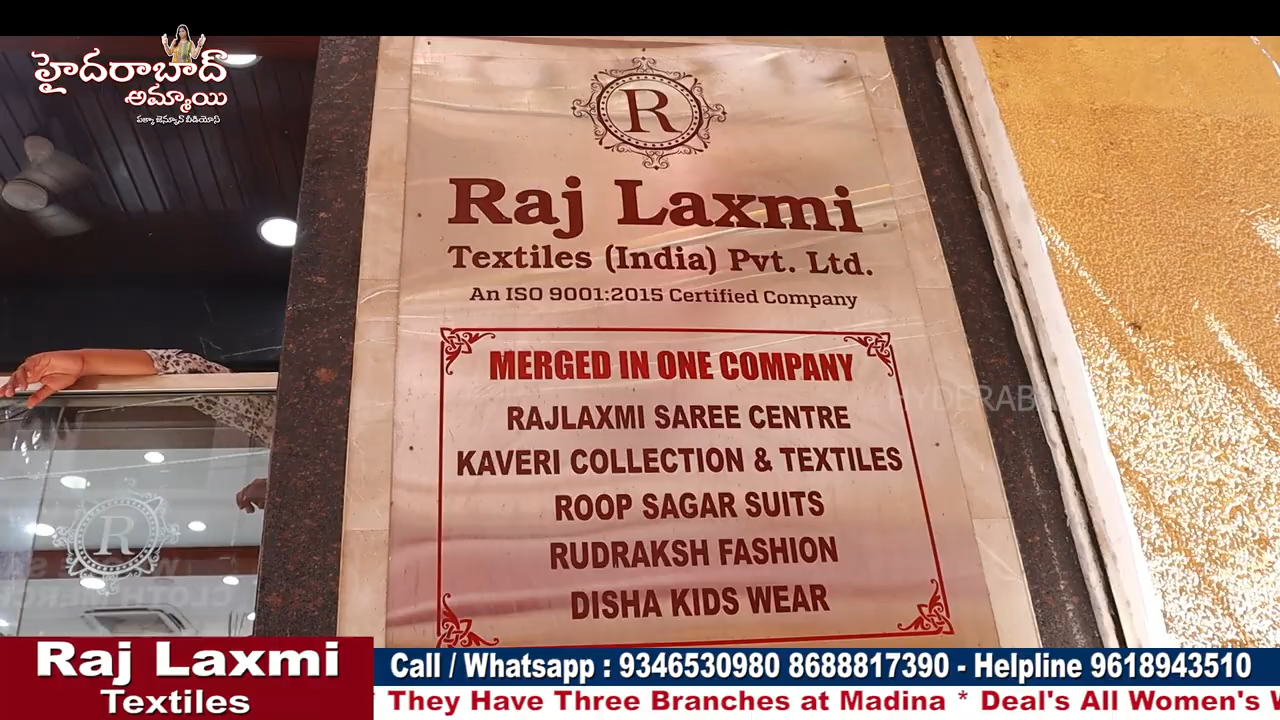 హైదరాబాద్
అమ్మాయి
పక్కా జెన్యూన్ వీడియోస్
R
Raj Laxmi
Textiles (India) Pvt. Ltd.
An ISO 9001:2015 Certified Company
MERGED IN ONE COMPANY
RAJLAXMI SAREE CENTRE
KAVERI COLLECTION & TEXTILES
ROOP SAGAR SUITS
RUDRAKSH FASHION
DISHA KIDS WEAR
R
Raj Laxmi
Textiles
Call / Whatsapp : 9346530980 8688817390 - Helpline 9618943510
* They Have Three Branches at Madina * Deal's All Women's W